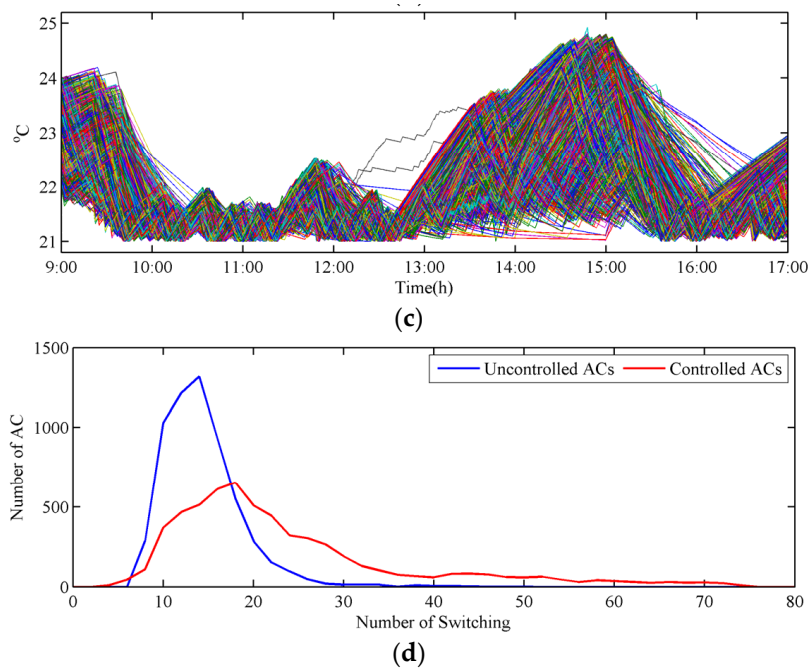 25
24
°C
23
22
21
9:00 10:00 11:00 12:00 13:00 14:00 15:00 16:00 17:00
Time(h)
(c)
1500
Uncontrolled ACs Controlled ACs
1000
Number of AC
500
0
0 10 20 30 40 50 60 70 80
Number of Switching
(d)